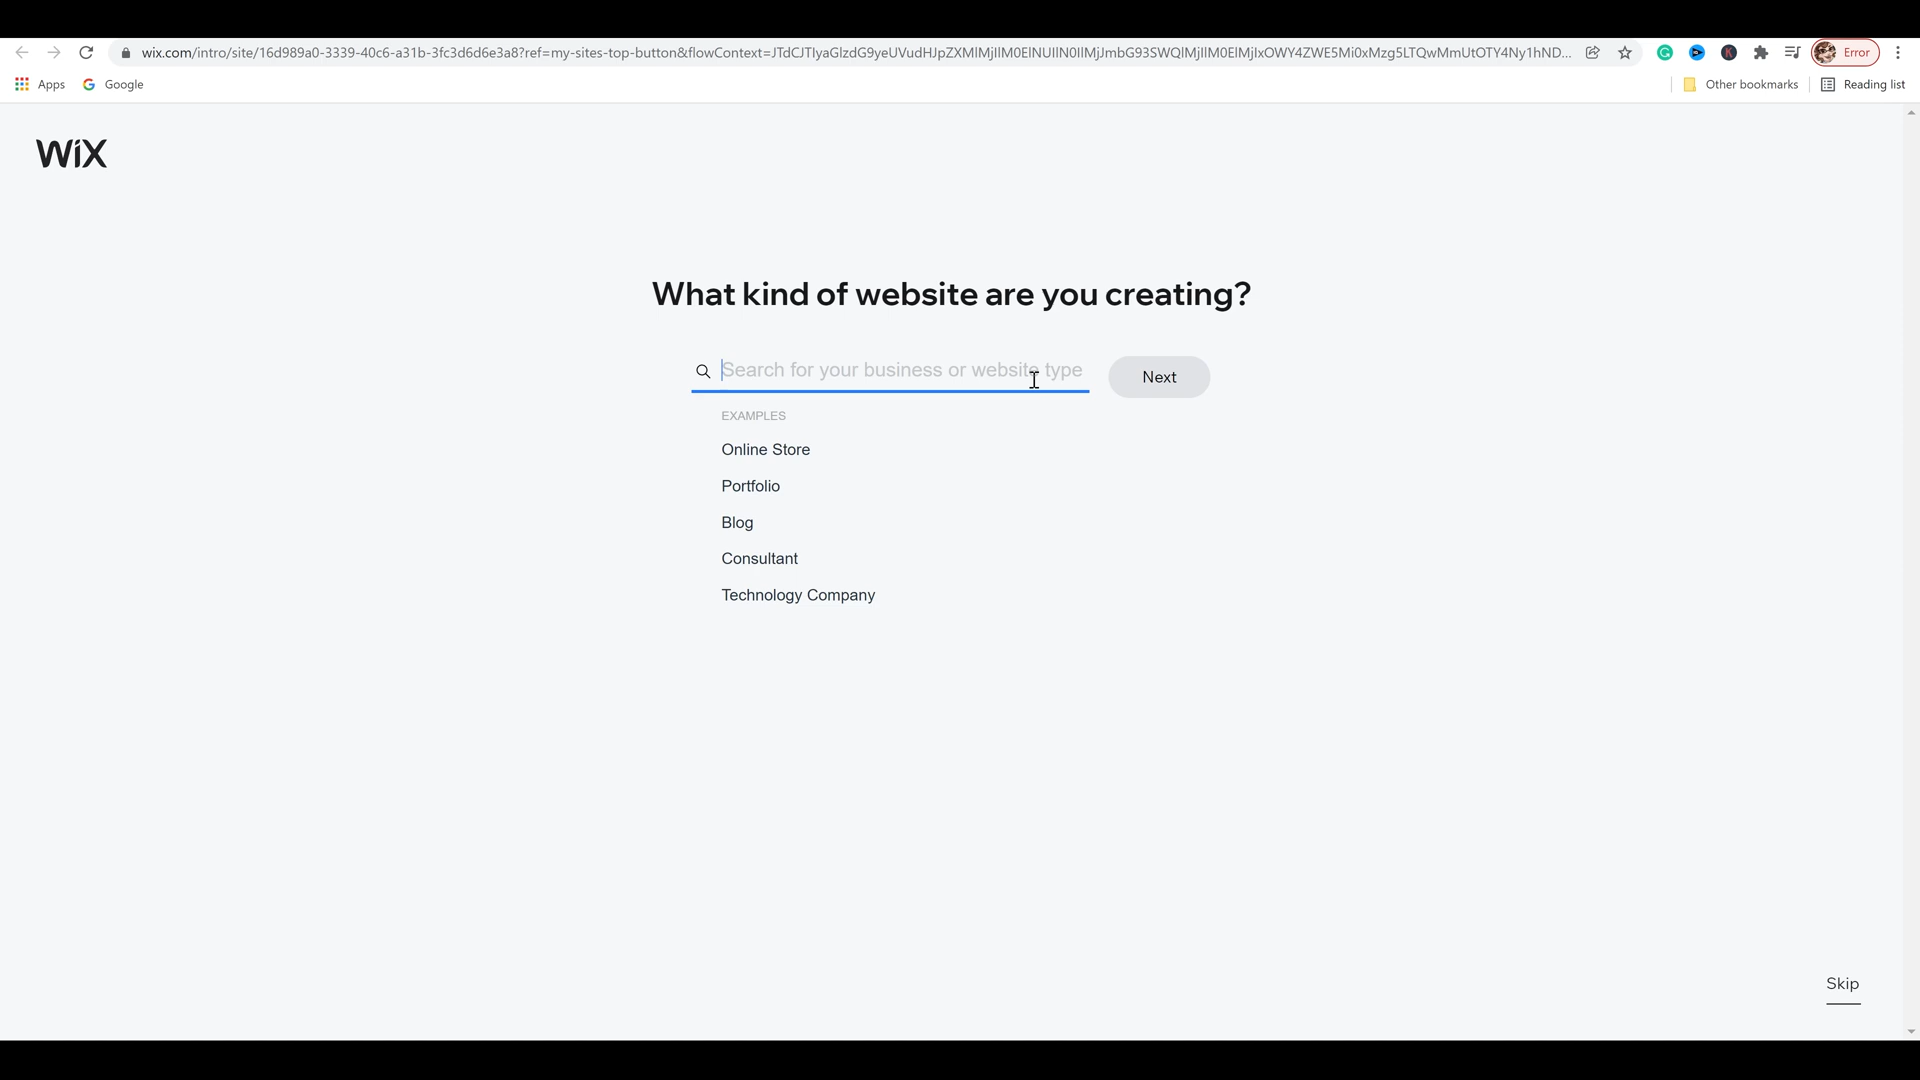 wix.com/intro/site/16d989a0-3339-40c6-a31b-3fc3d6d6e3a8?ref=my-sites-top-button&flowContext=
Error
Apps
Google
Other bookmarks
Reading list
WiX
What kind of website are you creating?
Search for your business or website type
Next
EXAMPLES
Online Store
Portfolio
Blog
Consultant
Technology Company
Skip